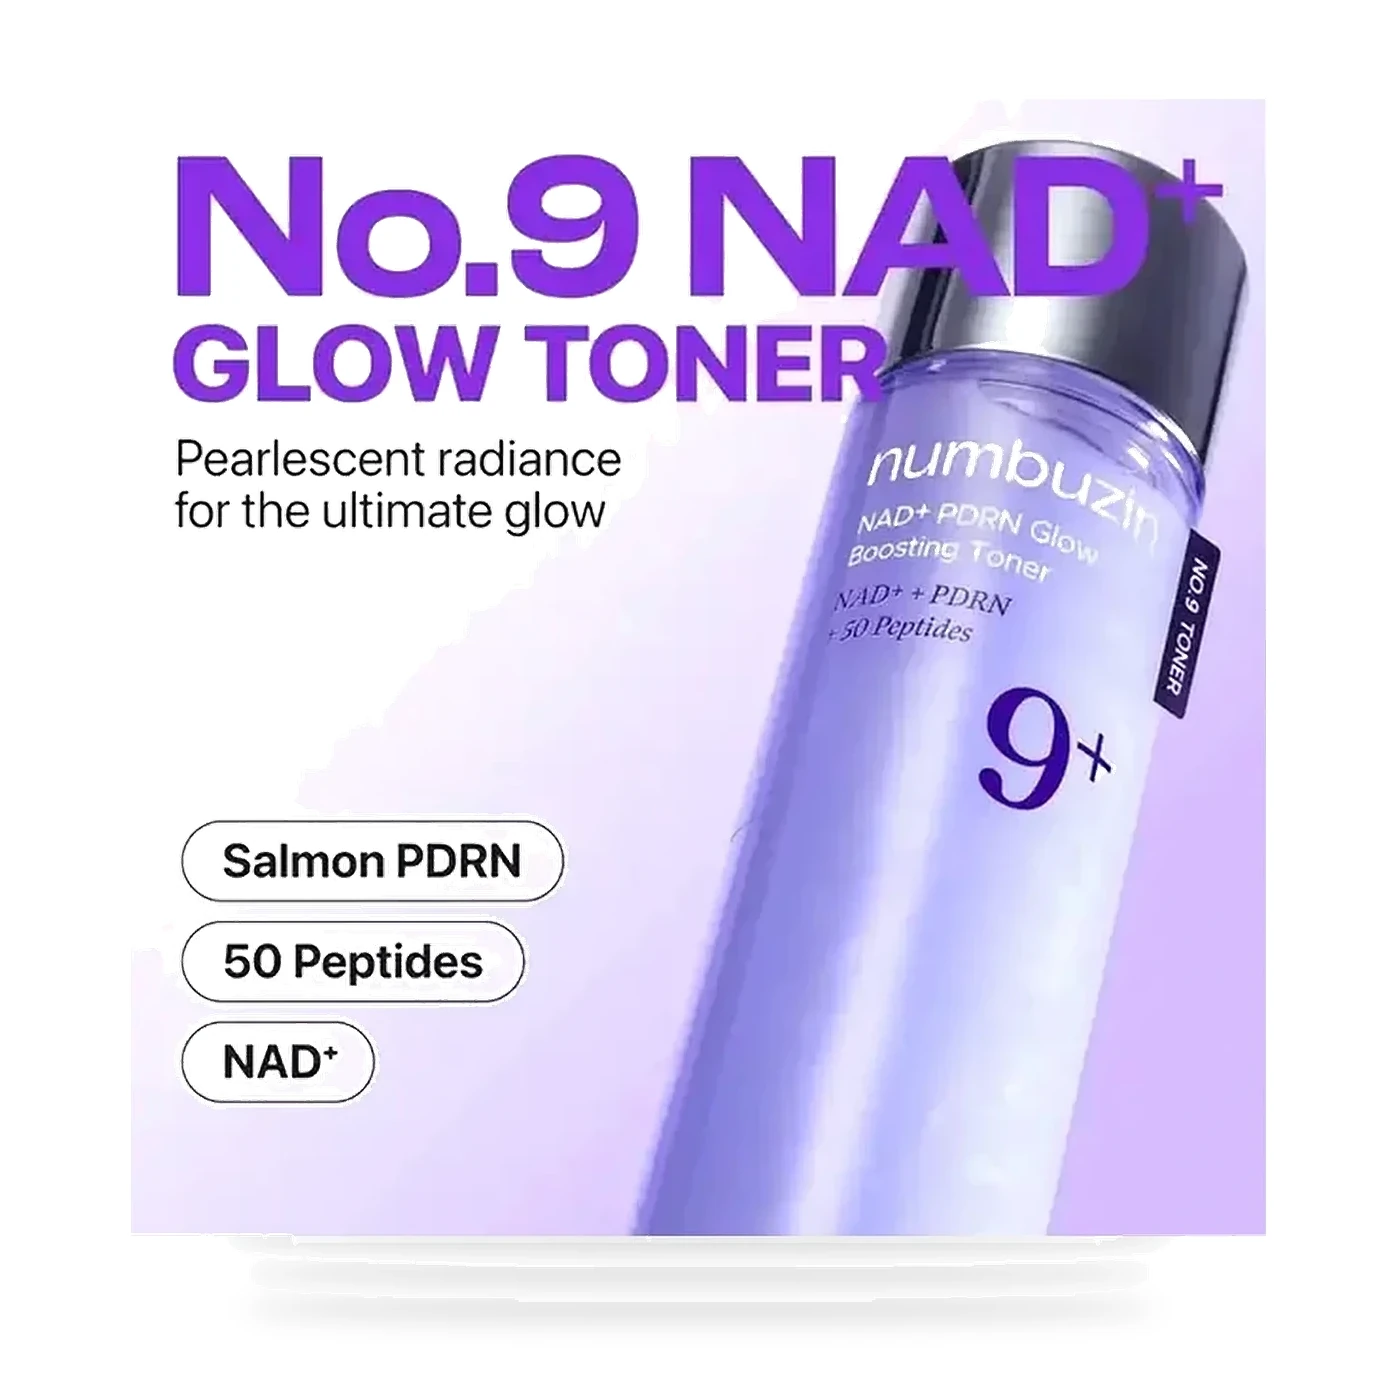 No.9 NAD⁺
GLOW TONER
Pearlescent radiance
for the ultimate glow
numbuzin
NAD⁺ PDRN Glow
Boosting Toner
NAD⁺ + PDRN
+ 50 Peptides
9⁺
NO.9 TONER
Salmon PDRN
50 Peptides
NAD⁺